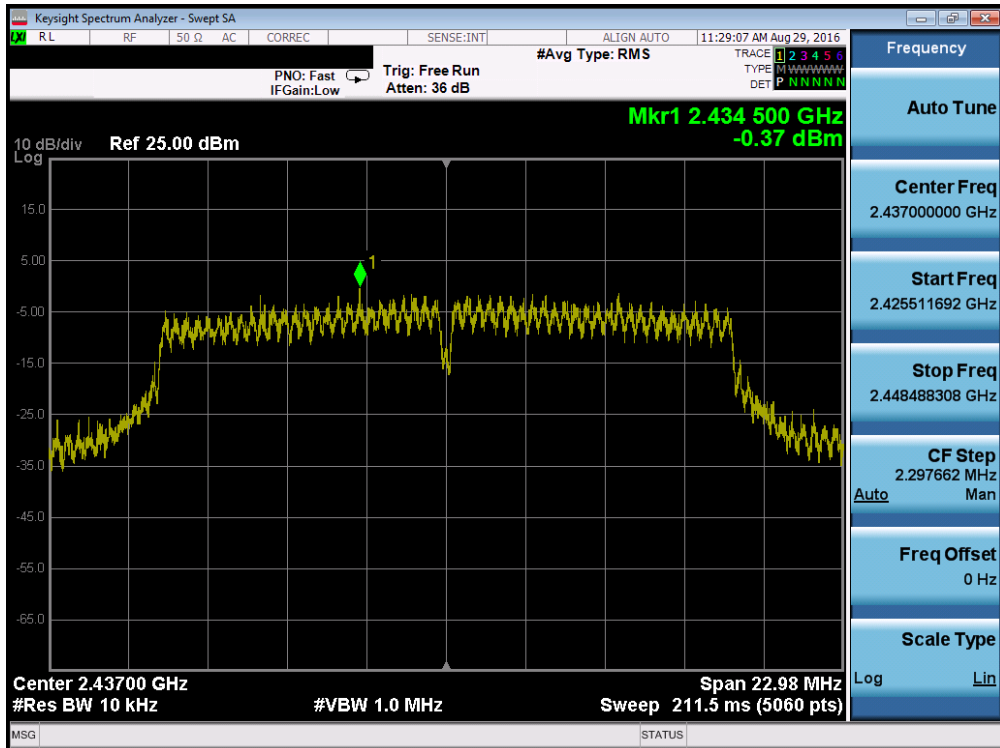 Keysight Spectrum Analyzer - Swept SA
LXI RL RF 50 Ω AC CORREC SENSE:INT ALIGN AUTO 11:29:07 AM Aug 29, 2016
Frequency
PNO: Fast Trig: Free Run #Avg Type: RMS TRACE 1 2 3 4 5 6
IFGain:Low Atten: 36 dB TYPE M WWWWW
DET P N N N N N
Auto Tune
Mkr1 2.434 500 GHz
10 dB/div Ref 25.00 dBm -0.37 dBm
Log
15.0
5.00
-5.00
-15.0
-25.0
-35.0
-45.0
-55.0
-65.0
1
Center Freq
2.437000000 GHz
Start Freq
2.425511692 GHz
Stop Freq
2.448488308 GHz
CF Step
2.297662 MHz
Auto Man
Freq Offset
0 Hz
Scale Type
Log Lin
Center 2.43700 GHz Span 22.98 MHz
#Res BW 10 kHz #VBW 1.0 MHz Sweep 211.5 ms (5060 pts)
MSG STATUS